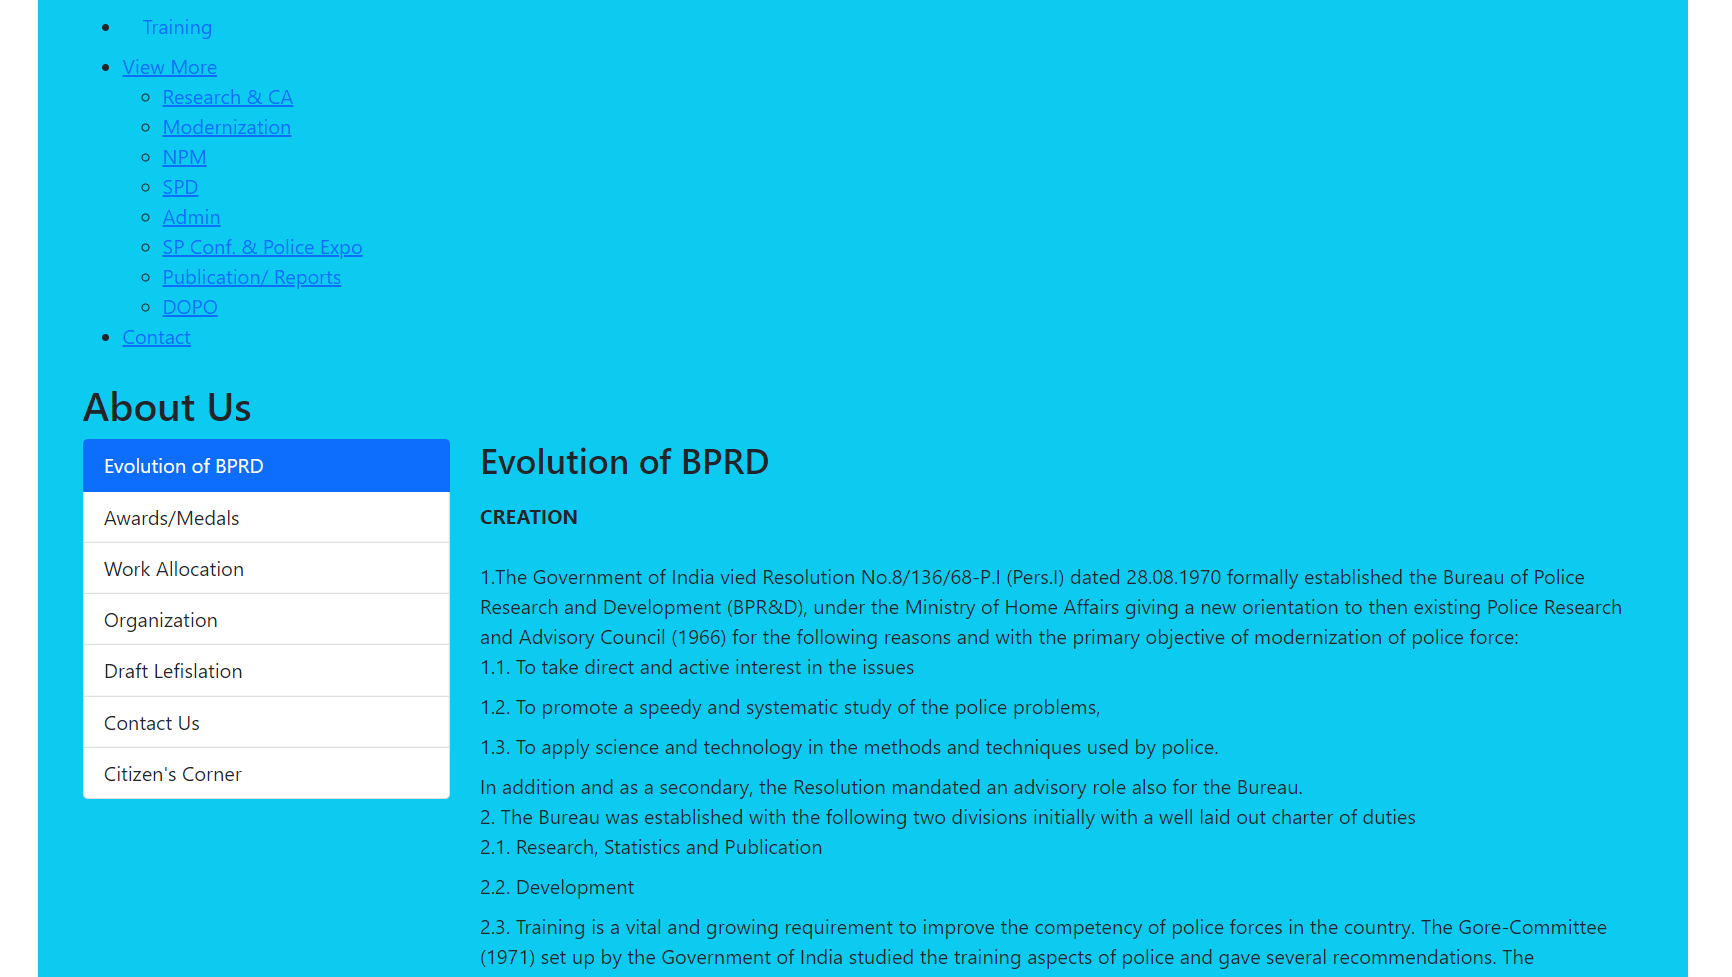 Training
View More
Research & CA
Modernization
NPM
SPD
Admin
SP Conf. & Police Expo
Publication/ Reports
DOPO
Contact
About Us
Evolution of BPRD
Awards/Medals
Work Allocation
Organization
Draft Lefislation
Contact Us
Citizen's Corner
Evolution of BPRD
CREATION
1.The Government of India vied Resolution No.8/136/68-P.I (Pers.I) dated 28.08.1970 formally established the Bureau of Police
Research and Development (BPR&D), under the Ministry of Home Affairs giving a new orientation to then existing Police Research
and Advisory Council (1966) for the following reasons and with the primary objective of modernization of police force:
1.1. To take direct and active interest in the issues
1.2. To promote a speedy and systematic study of the police problems,
1.3. To apply science and technology in the methods and techniques used by police.
In addition and as a secondary, the Resolution mandated an advisory role also for the Bureau.
2. The Bureau was established with the following two divisions initially with a well laid out charter of duties
2.1. Research, Statistics and Publication
2.2. Development
2.3. Training is a vital and growing requirement to improve the competency of police forces in the country. The Gore-Committee
(1971) set up by the Government of India studied the training aspects of police and gave several recommendations. The